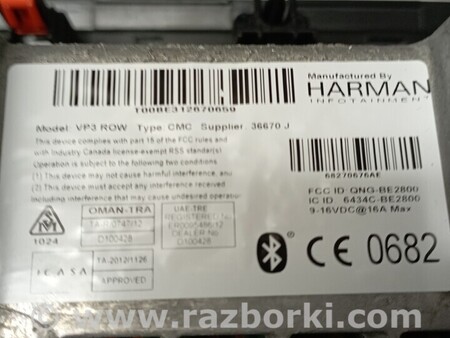 Manufactured By
HARMAN
INFOTAINMENT
T00BE312670659
Model: VP3 ROW Type CMC Supplier 36670 J
This device complies with part 15 of the FCC rules and
with Industry Canada license exempt RSS standard(s).
Operation is subject to the following two conditions:
(1) This device may not cause harmful interference, and
(2) This device must accept any interference received
including interference that may cause undesired
operation.
68270676AE
FCC ID QNG-BE2800
IC ID 6434C-BE2800
9-16VDC@16A Max
1024
OMAN-TRA
D100428
UAE-TRE
REGISTERED No.
ER0095486/12
DEALER No.
D100428
ICASA
TA-2012/1126
APPROVED
CE 0682
www.razborki.com